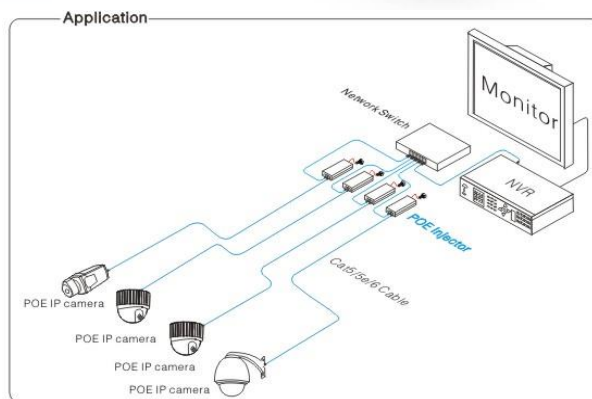 Application
Monitor
Network Switch
NVR
POE Injector
Cat5/5e/6 Cable
POE IP camera
POE IP camera
POE IP camera
POE IP camera